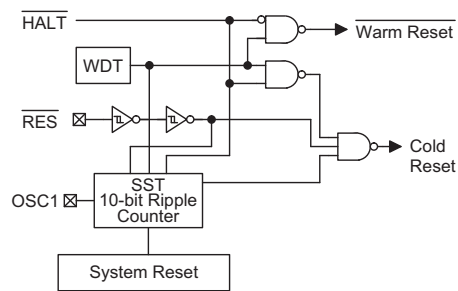 HALT
Warm Reset
WDT
RES
Cold
Reset
OSC1
SST
10-bit Ripple
Counter
System Reset